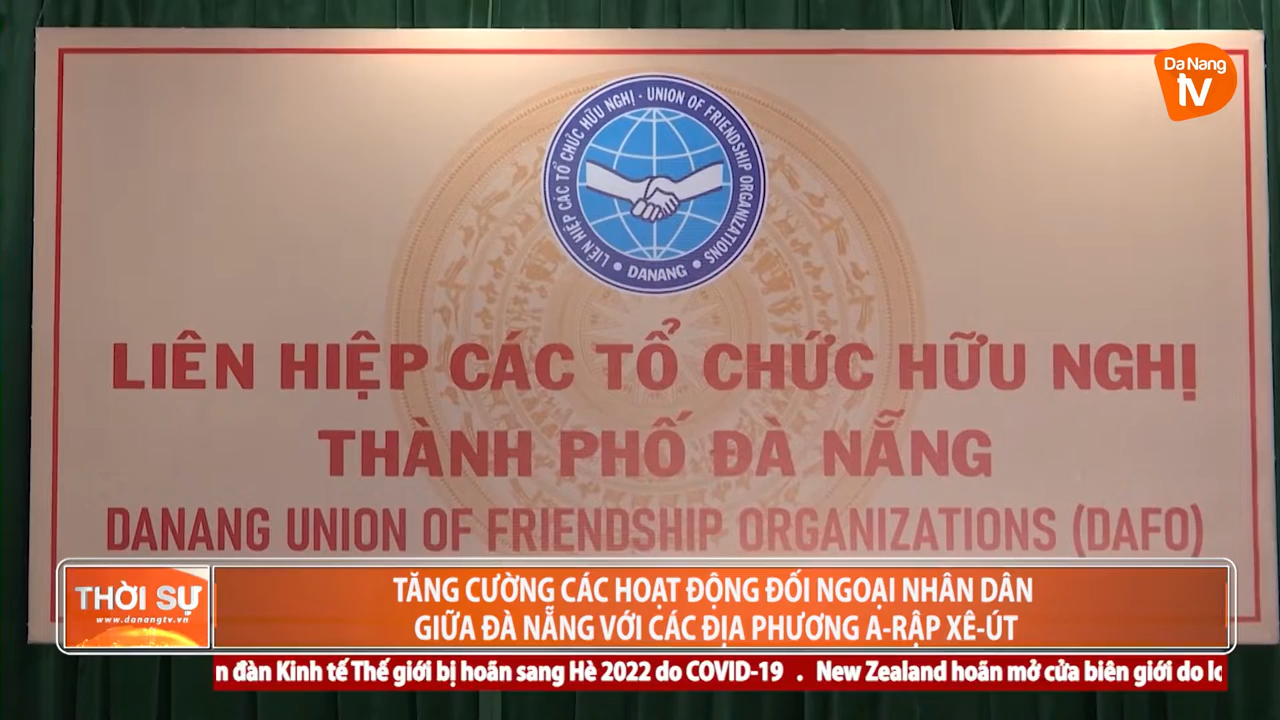 Da Nang
tv
LIÊN HIỆP CÁC TỔ CHỨC HỮU NGHỊ - UNION OF FRIENDSHIP ORGANIZATIONS
• DANANG •
LIÊN HIỆP CÁC TỔ CHỨC HỮU NGHỊ
THÀNH PHỐ ĐÀ NẴNG
DANANG UNION OF FRIENDSHIP ORGANIZATIONS (DAFO)
THỜI SỰ
www.danangtv.vn
TĂNG CƯỜNG CÁC HOẠT ĐỘNG ĐỐI NGOẠI NHÂN DÂN
GIỮA ĐÀ NẴNG VỚI CÁC ĐỊA PHƯƠNG A-RẬP XÊ-ÚT
n đàn Kinh tế Thế giới bị hoãn sang Hè 2022 do COVID-19 . New Zealand hoãn mở cửa biên giới do